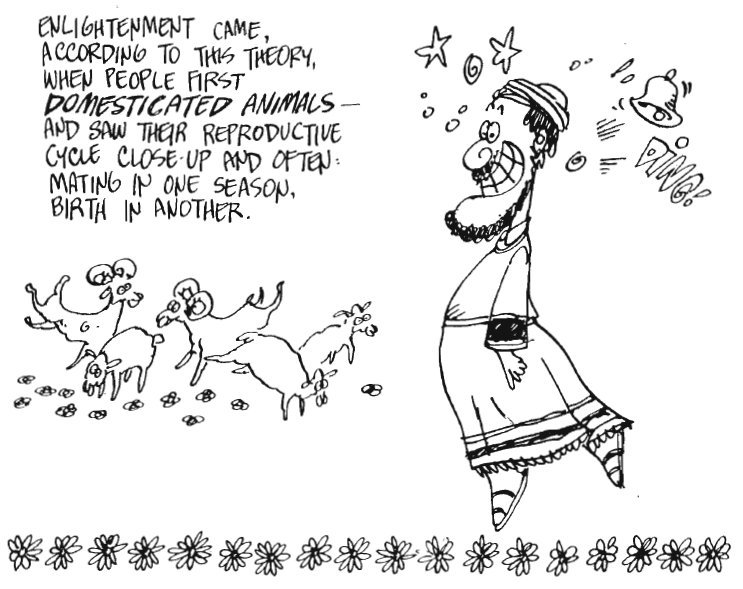 ENLIGHTENMENT CAME,
ACCORDING TO THIS THEORY,
WHEN PEOPLE FIRST
DOMESTICATED ANIMALS —
AND SAW THEIR REPRODUCTIVE
CYCLE CLOSE-UP AND OFTEN:
MATING IN ONE SEASON,
BIRTH IN ANOTHER.
DING!